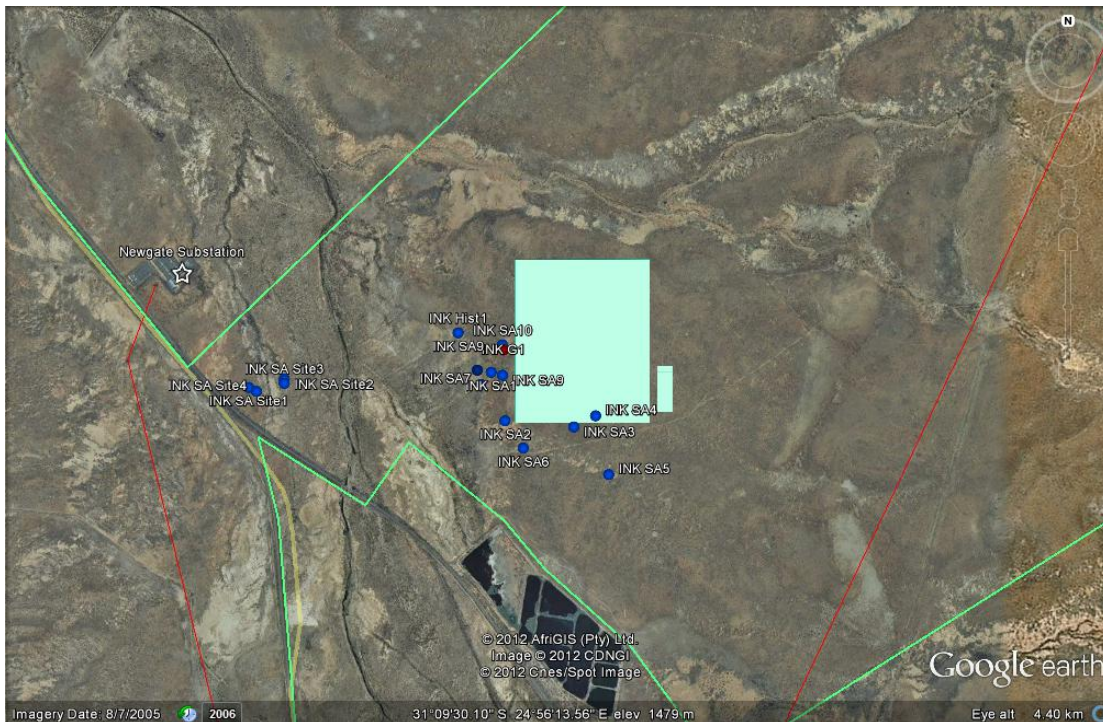 N
Newgate Substation
INK Hist1
INK SA10
INK SA9
INK G1
INK SA Site3
INK SA7
INK SA9
INK SA Site4
INK SA Site2
INK SA1
INK SA Site1
INK SA4
INK SA2
INK SA3
INK SA6
INK SA5
© 2012 AfriGIS (Pty) Ltd.
Image © 2012 CDNGI
© 2012 Cnes/Spot Image
Google earth
Imagery Date: 8/7/2005
2006
31°09'30.10" S 24°56'13.56" E elev 1479 m
Eye alt 4.40 km